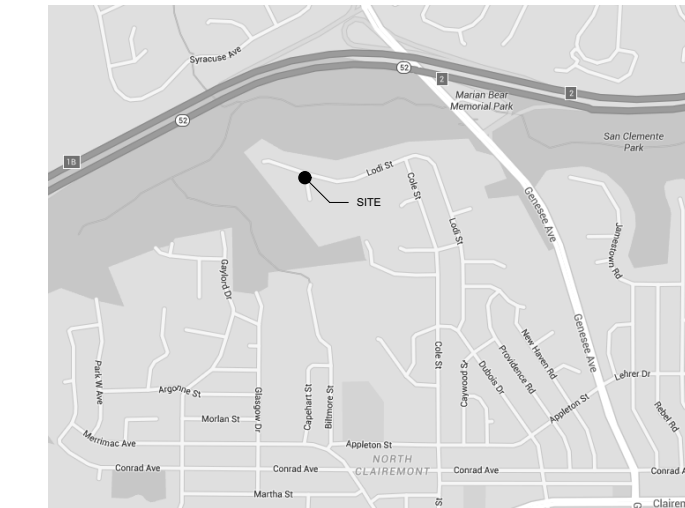 Syracuse Ave
52
2
Marian Bear
Memorial Park
2
52
San Clemente
Park
1B
Lodi St
Cole St
SITE
Genesee Ave
Lodi St
Jamestown Rd
Gaylord Dr
Genesee Ave
New Haven Rd
Cole St
Providence Rd
Park W Ave
Caywood St
Dubois Dr
Lehrer Dr
Argonne St
Glasgow Dr
Capehart St
Biltmore St
Appleton St
Rebel Rd
Morlan St
Merrimac Ave
Appleton St
NORTH
CLAIREMONT
Conrad Ave
Conrad Ave
Conrad Ave
Conrad A
Martha St
St
G
Clairem